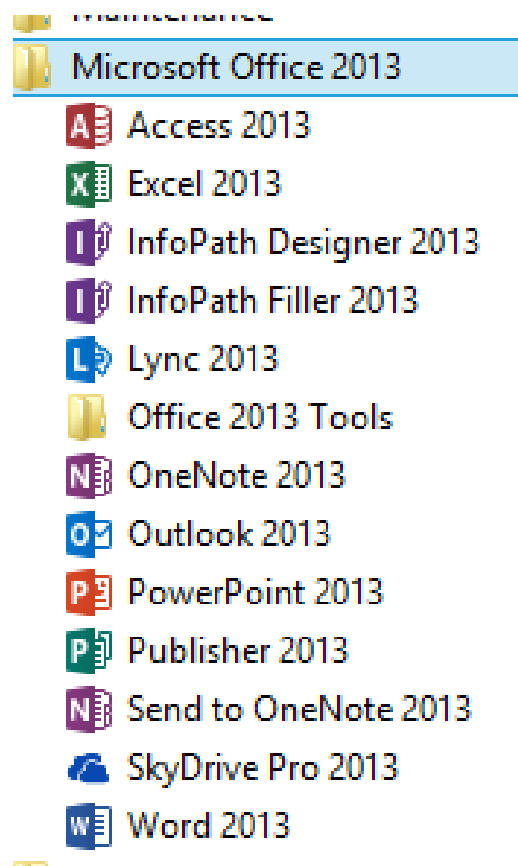 Maintenance
Microsoft Office 2013
Access 2013
Excel 2013
InfoPath Designer 2013
InfoPath Filler 2013
Lync 2013
Office 2013 Tools
OneNote 2013
Outlook 2013
PowerPoint 2013
Publisher 2013
Send to OneNote 2013
SkyDrive Pro 2013
Word 2013